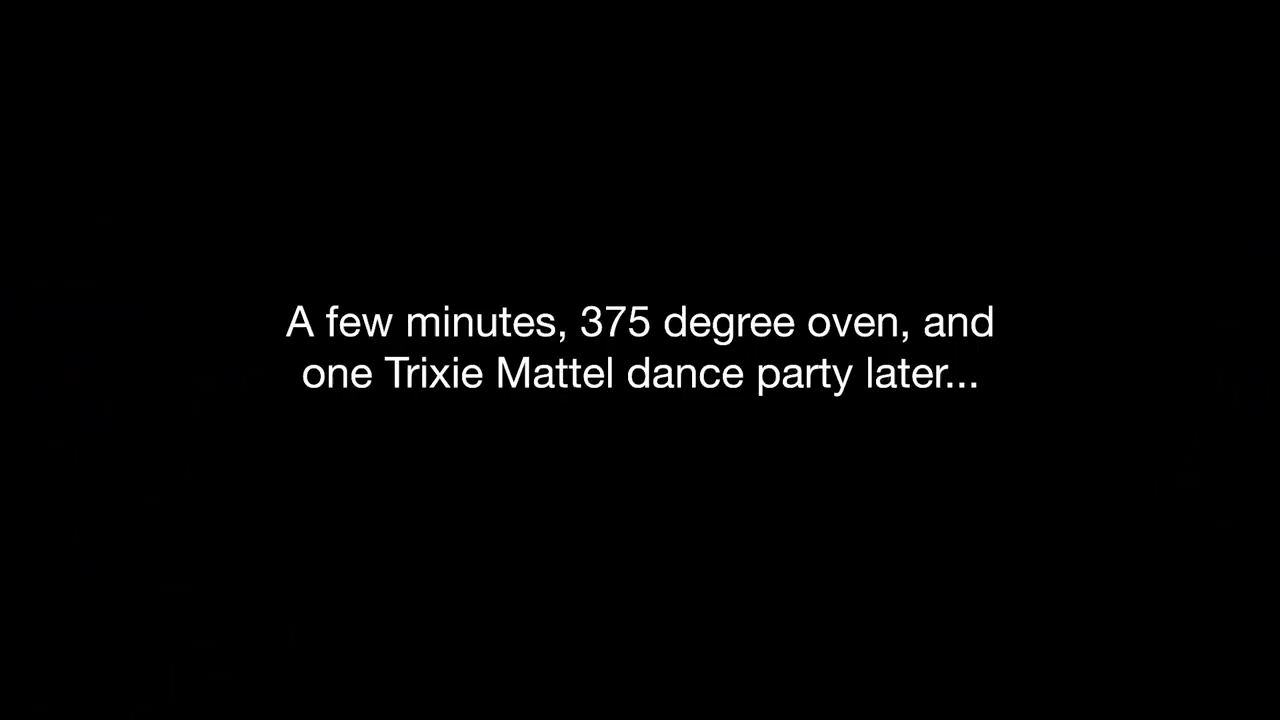 A few minutes, 375 degree oven, and
one Trixie Mattel dance party later...